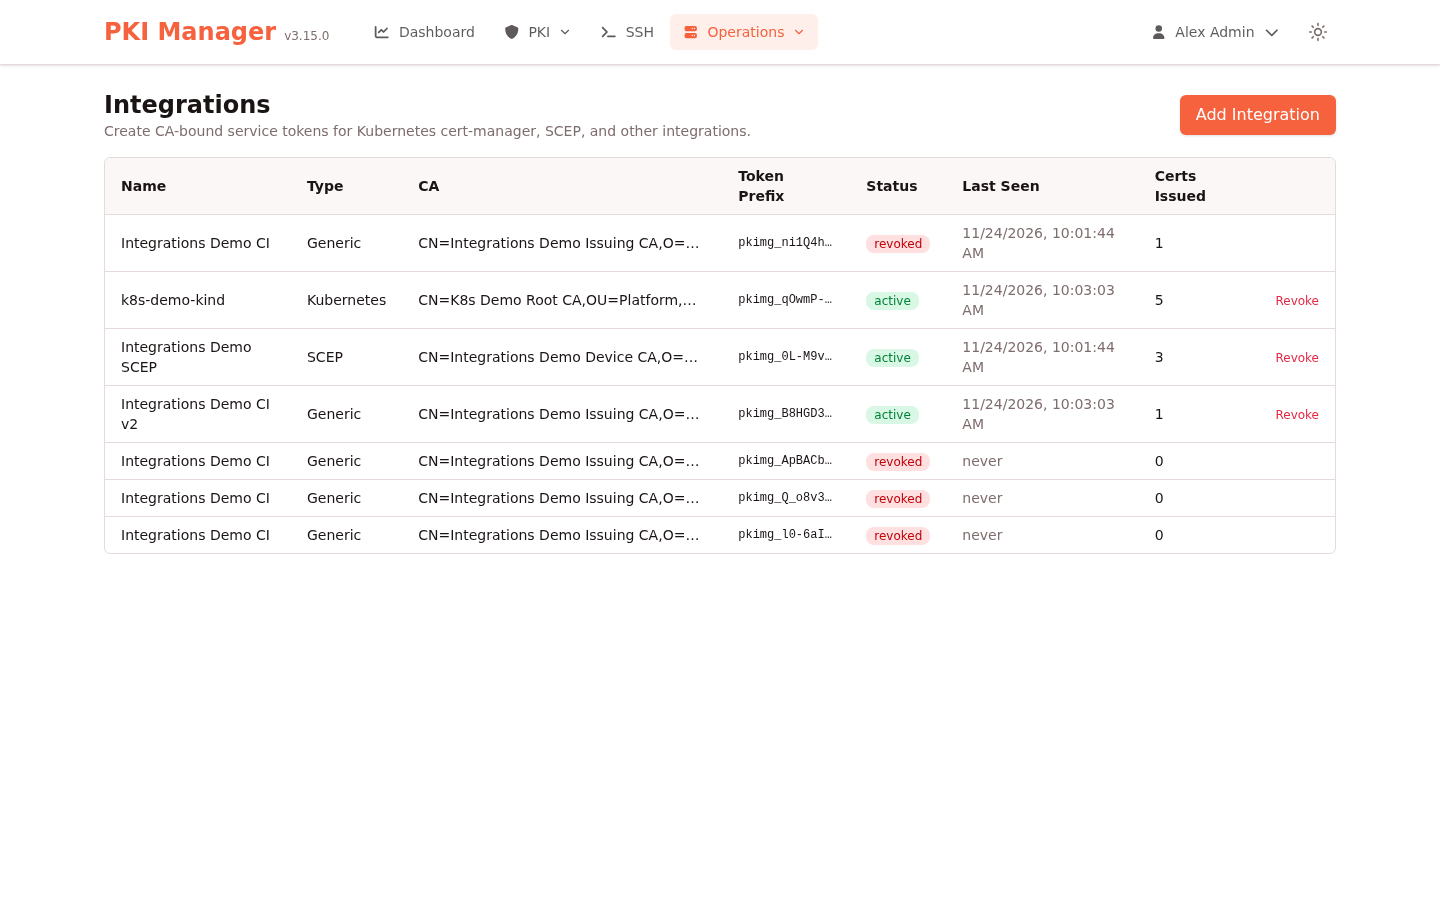 PKI Manager v3.15.0 Dashboard PKI SSH Operations Alex Admin
Integrations
Create CA-bound service tokens for Kubernetes cert-manager, SCEP, and other integrations.
Add Integration
Name Type CA Token Prefix Status Last Seen Certs Issued
Integrations Demo CI Generic CN=Integrations Demo Issuing CA,O=... pkimg_ni1Q4h... revoked 11/24/2026, 10:01:44 AM 1
k8s-demo-kind Kubernetes CN=K8s Demo Root CA,OU=Platform,... pkimg_qOwmP-... active 11/24/2026, 10:03:03 AM 5 Revoke
Integrations Demo SCEP SCEP CN=Integrations Demo Device CA,O=... pkimg_0L-M9v... active 11/24/2026, 10:01:44 AM 3 Revoke
Integrations Demo CI v2 Generic CN=Integrations Demo Issuing CA,O=... pkimg_B8HGD3... active 11/24/2026, 10:03:03 AM 1 Revoke
Integrations Demo CI Generic CN=Integrations Demo Issuing CA,O=... pkimg_ApBACb... revoked never 0
Integrations Demo CI Generic CN=Integrations Demo Issuing CA,O=... pkimg_Q_o8v3... revoked never 0
Integrations Demo CI Generic CN=Integrations Demo Issuing CA,O=... pkimg_l0-6aI... revoked never 0